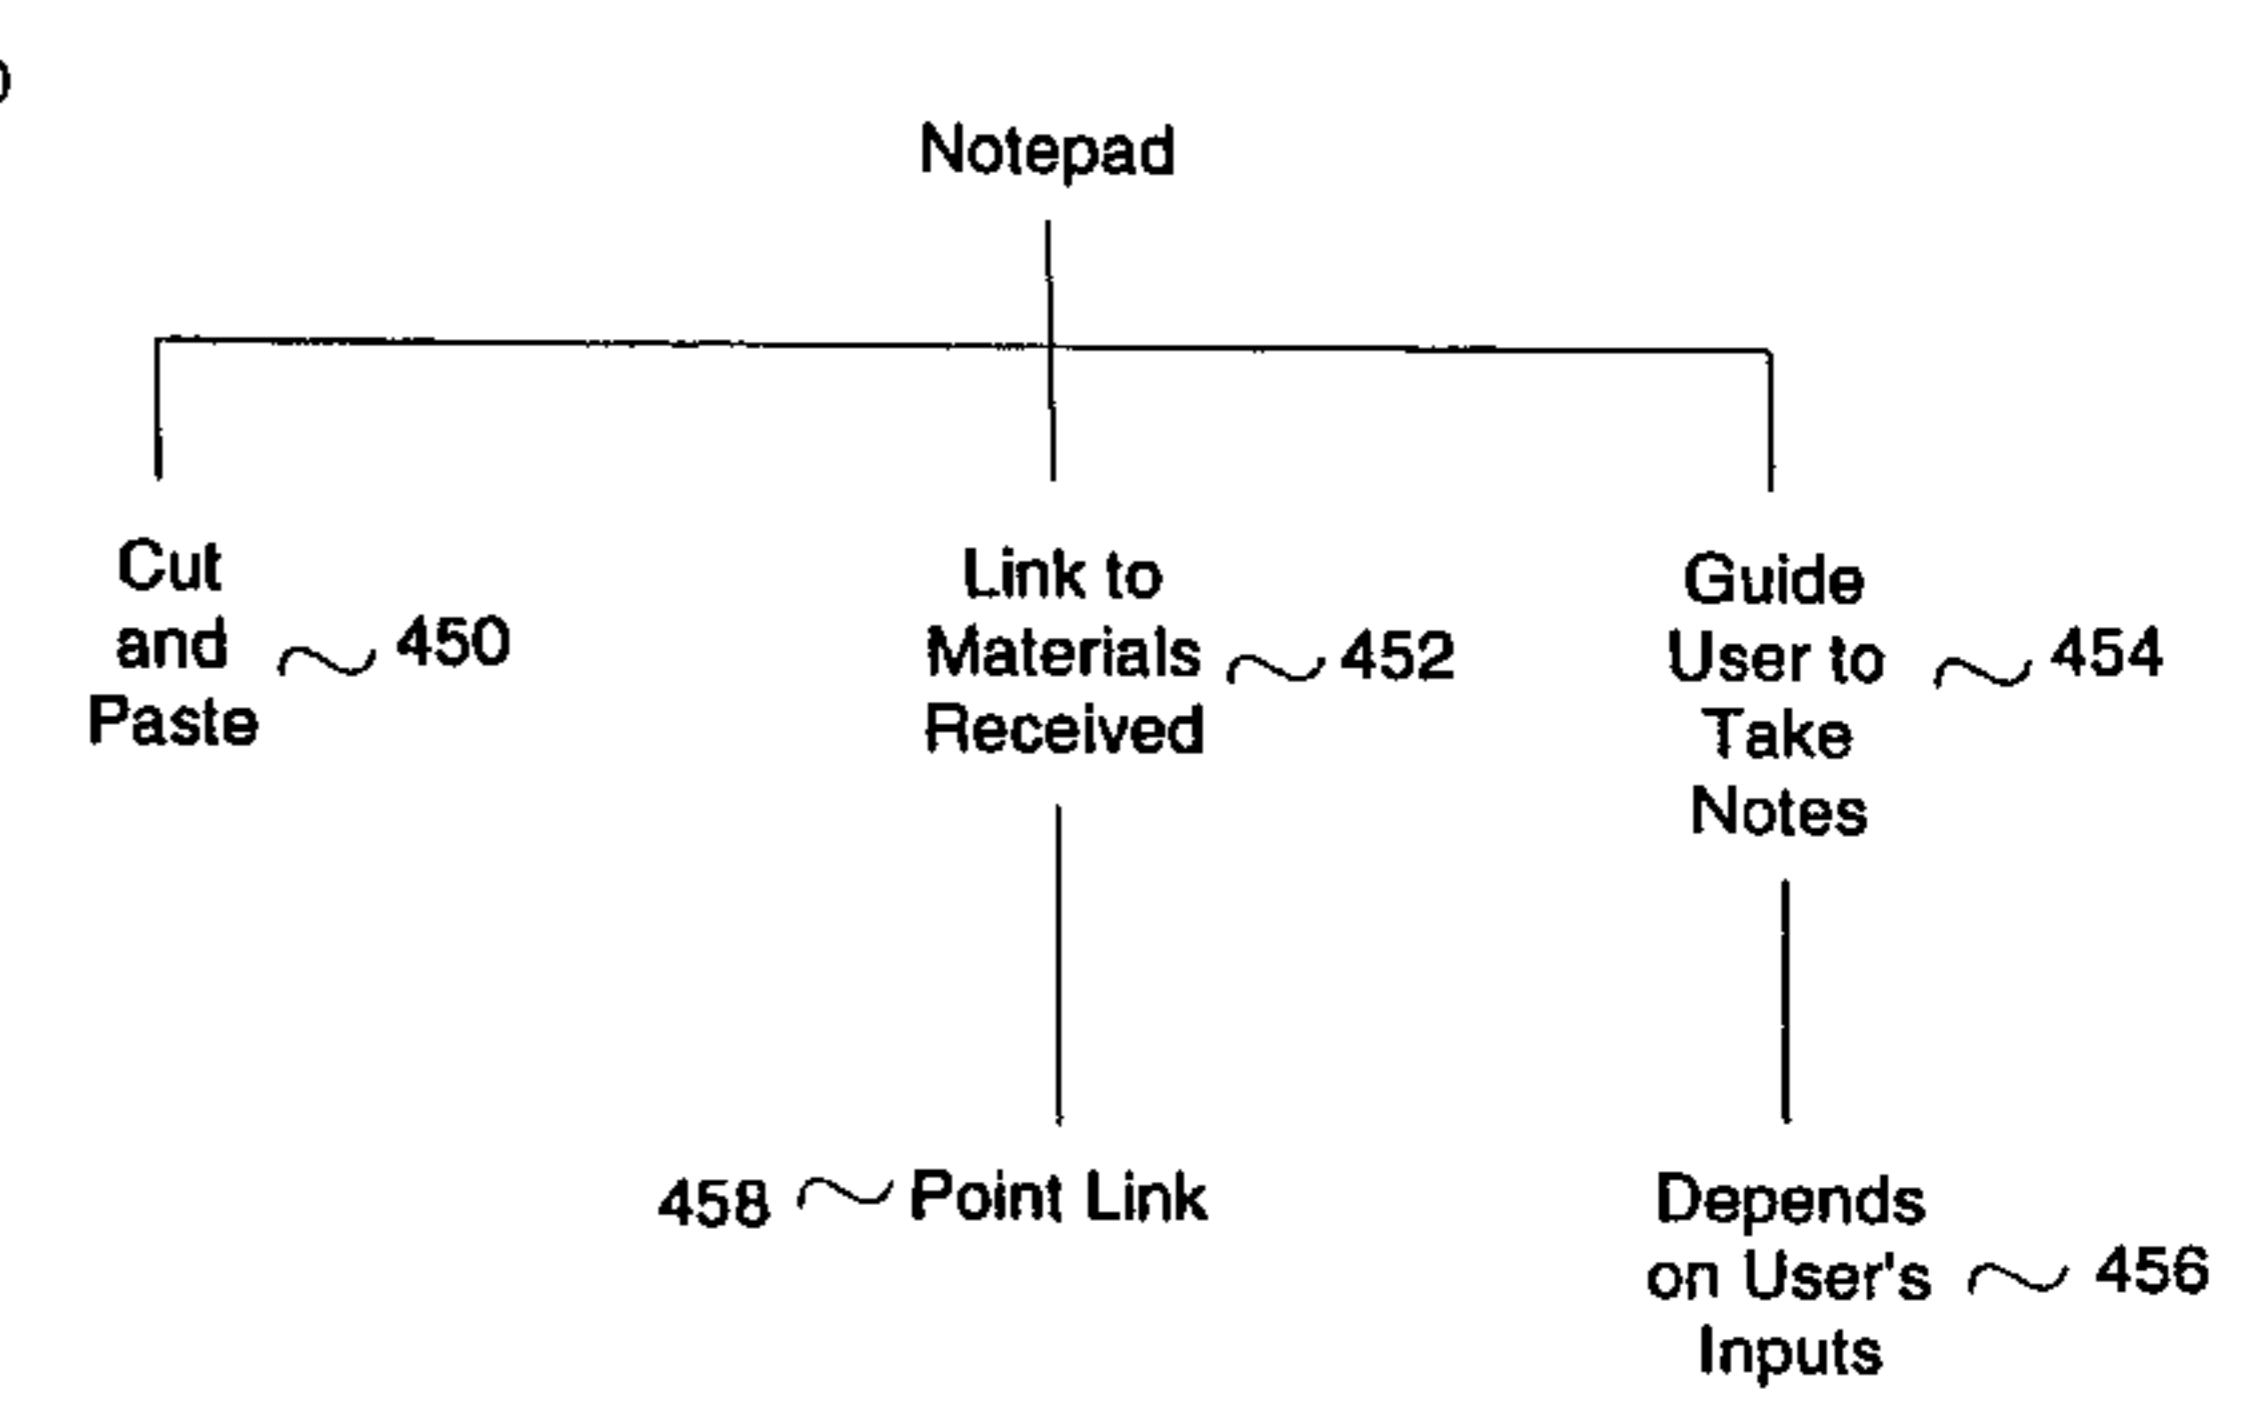 Notepad
Cut
and
Paste
450
Link to
Materials
Received
452
Guide
User to
Take
Notes
454
458
Point Link
Depends
on User's
Inputs
456